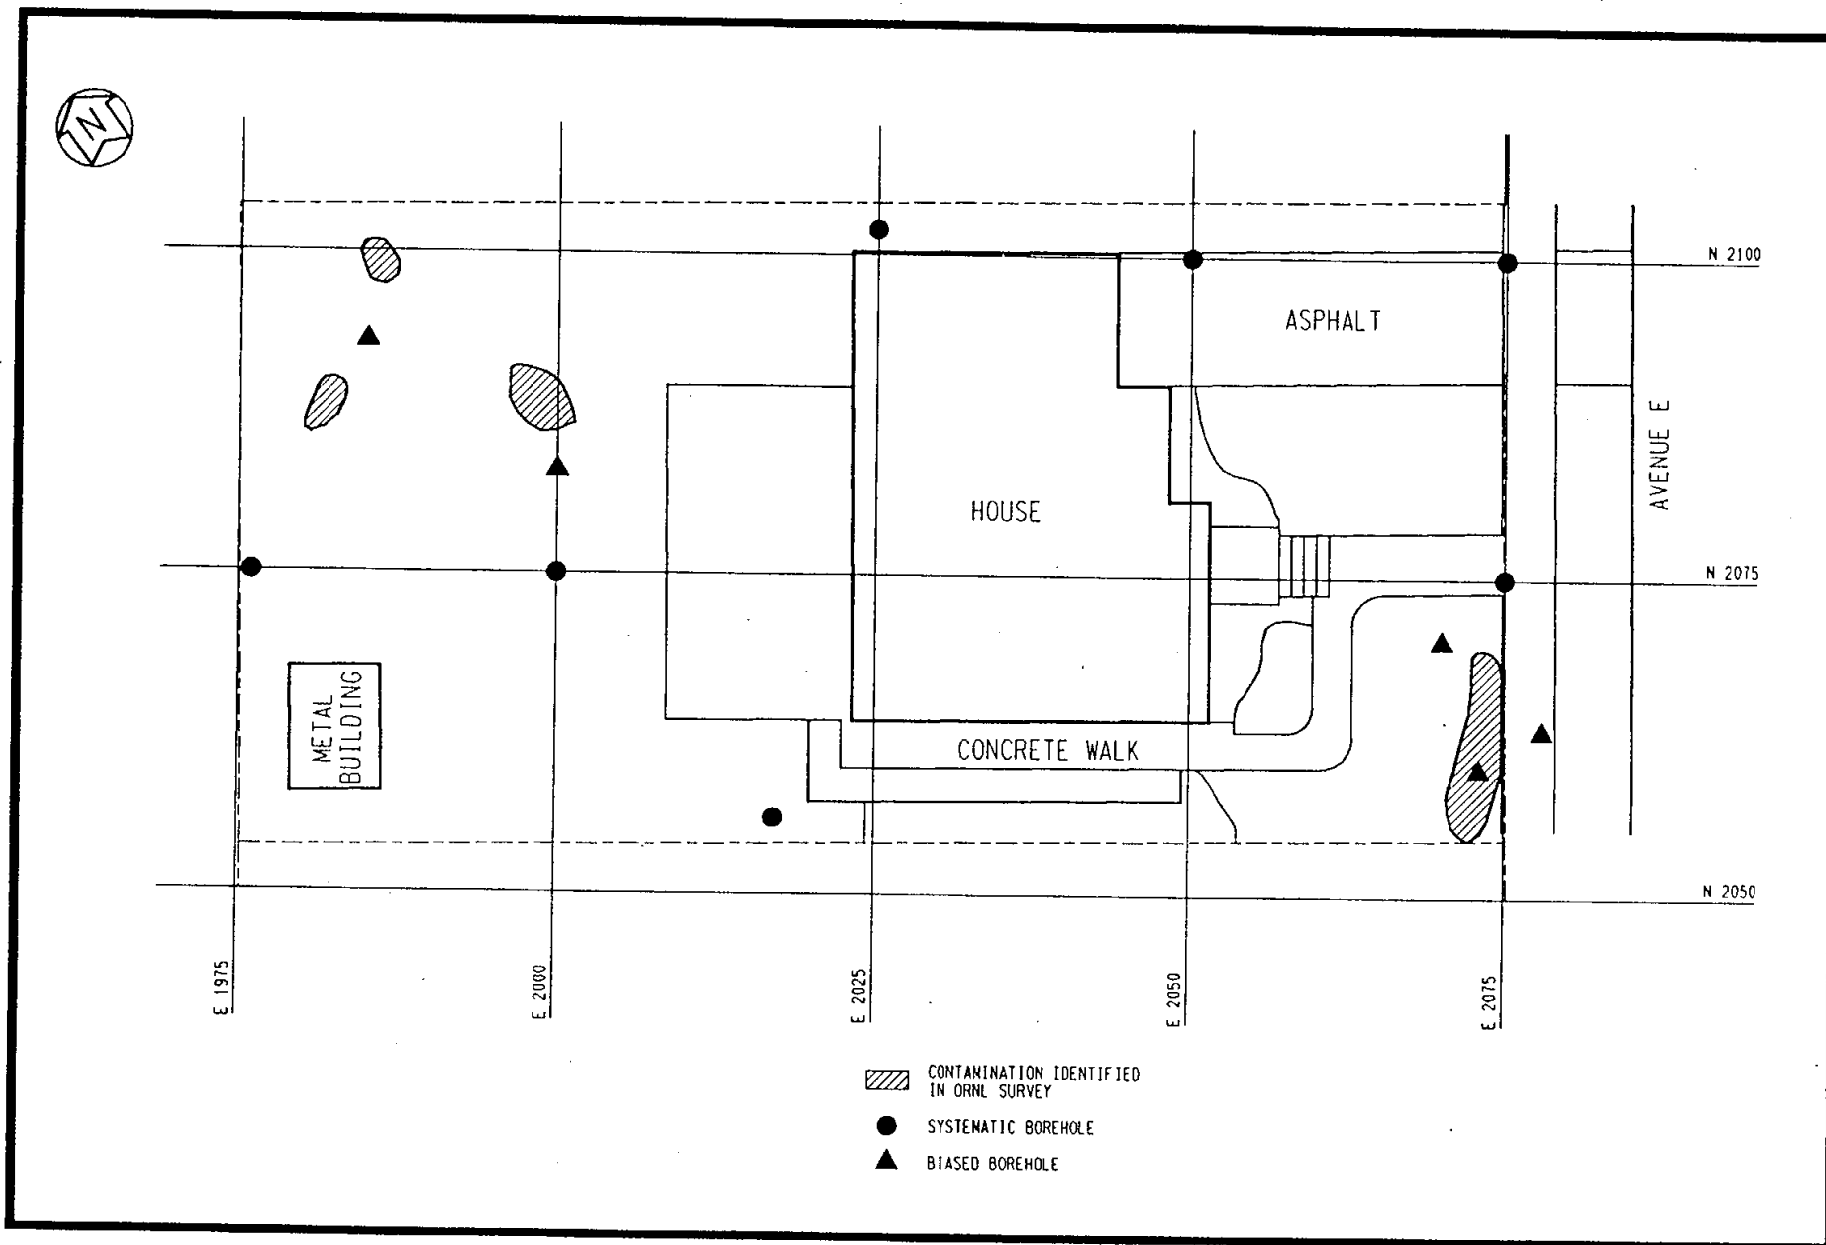 N
N 2100
ASPHALT
AVENUE E
HOUSE
N 2075
METAL
BUILDING
CONCRETE WALK
N 2050
E 1975
E 2000
E 2025
E 2050
E 2075
CONTAMINATION IDENTIFIED
IN ORNL SURVEY
SYSTEMATIC BOREHOLE
BIASED BOREHOLE